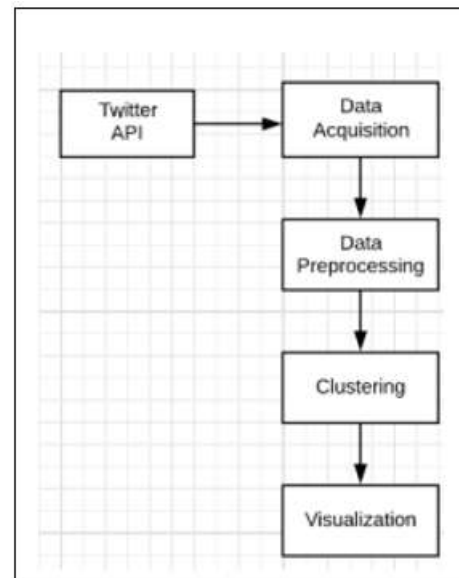 Twitter
API
Data
Acquisition
Data
Preprocessing
Clustering
Visualization